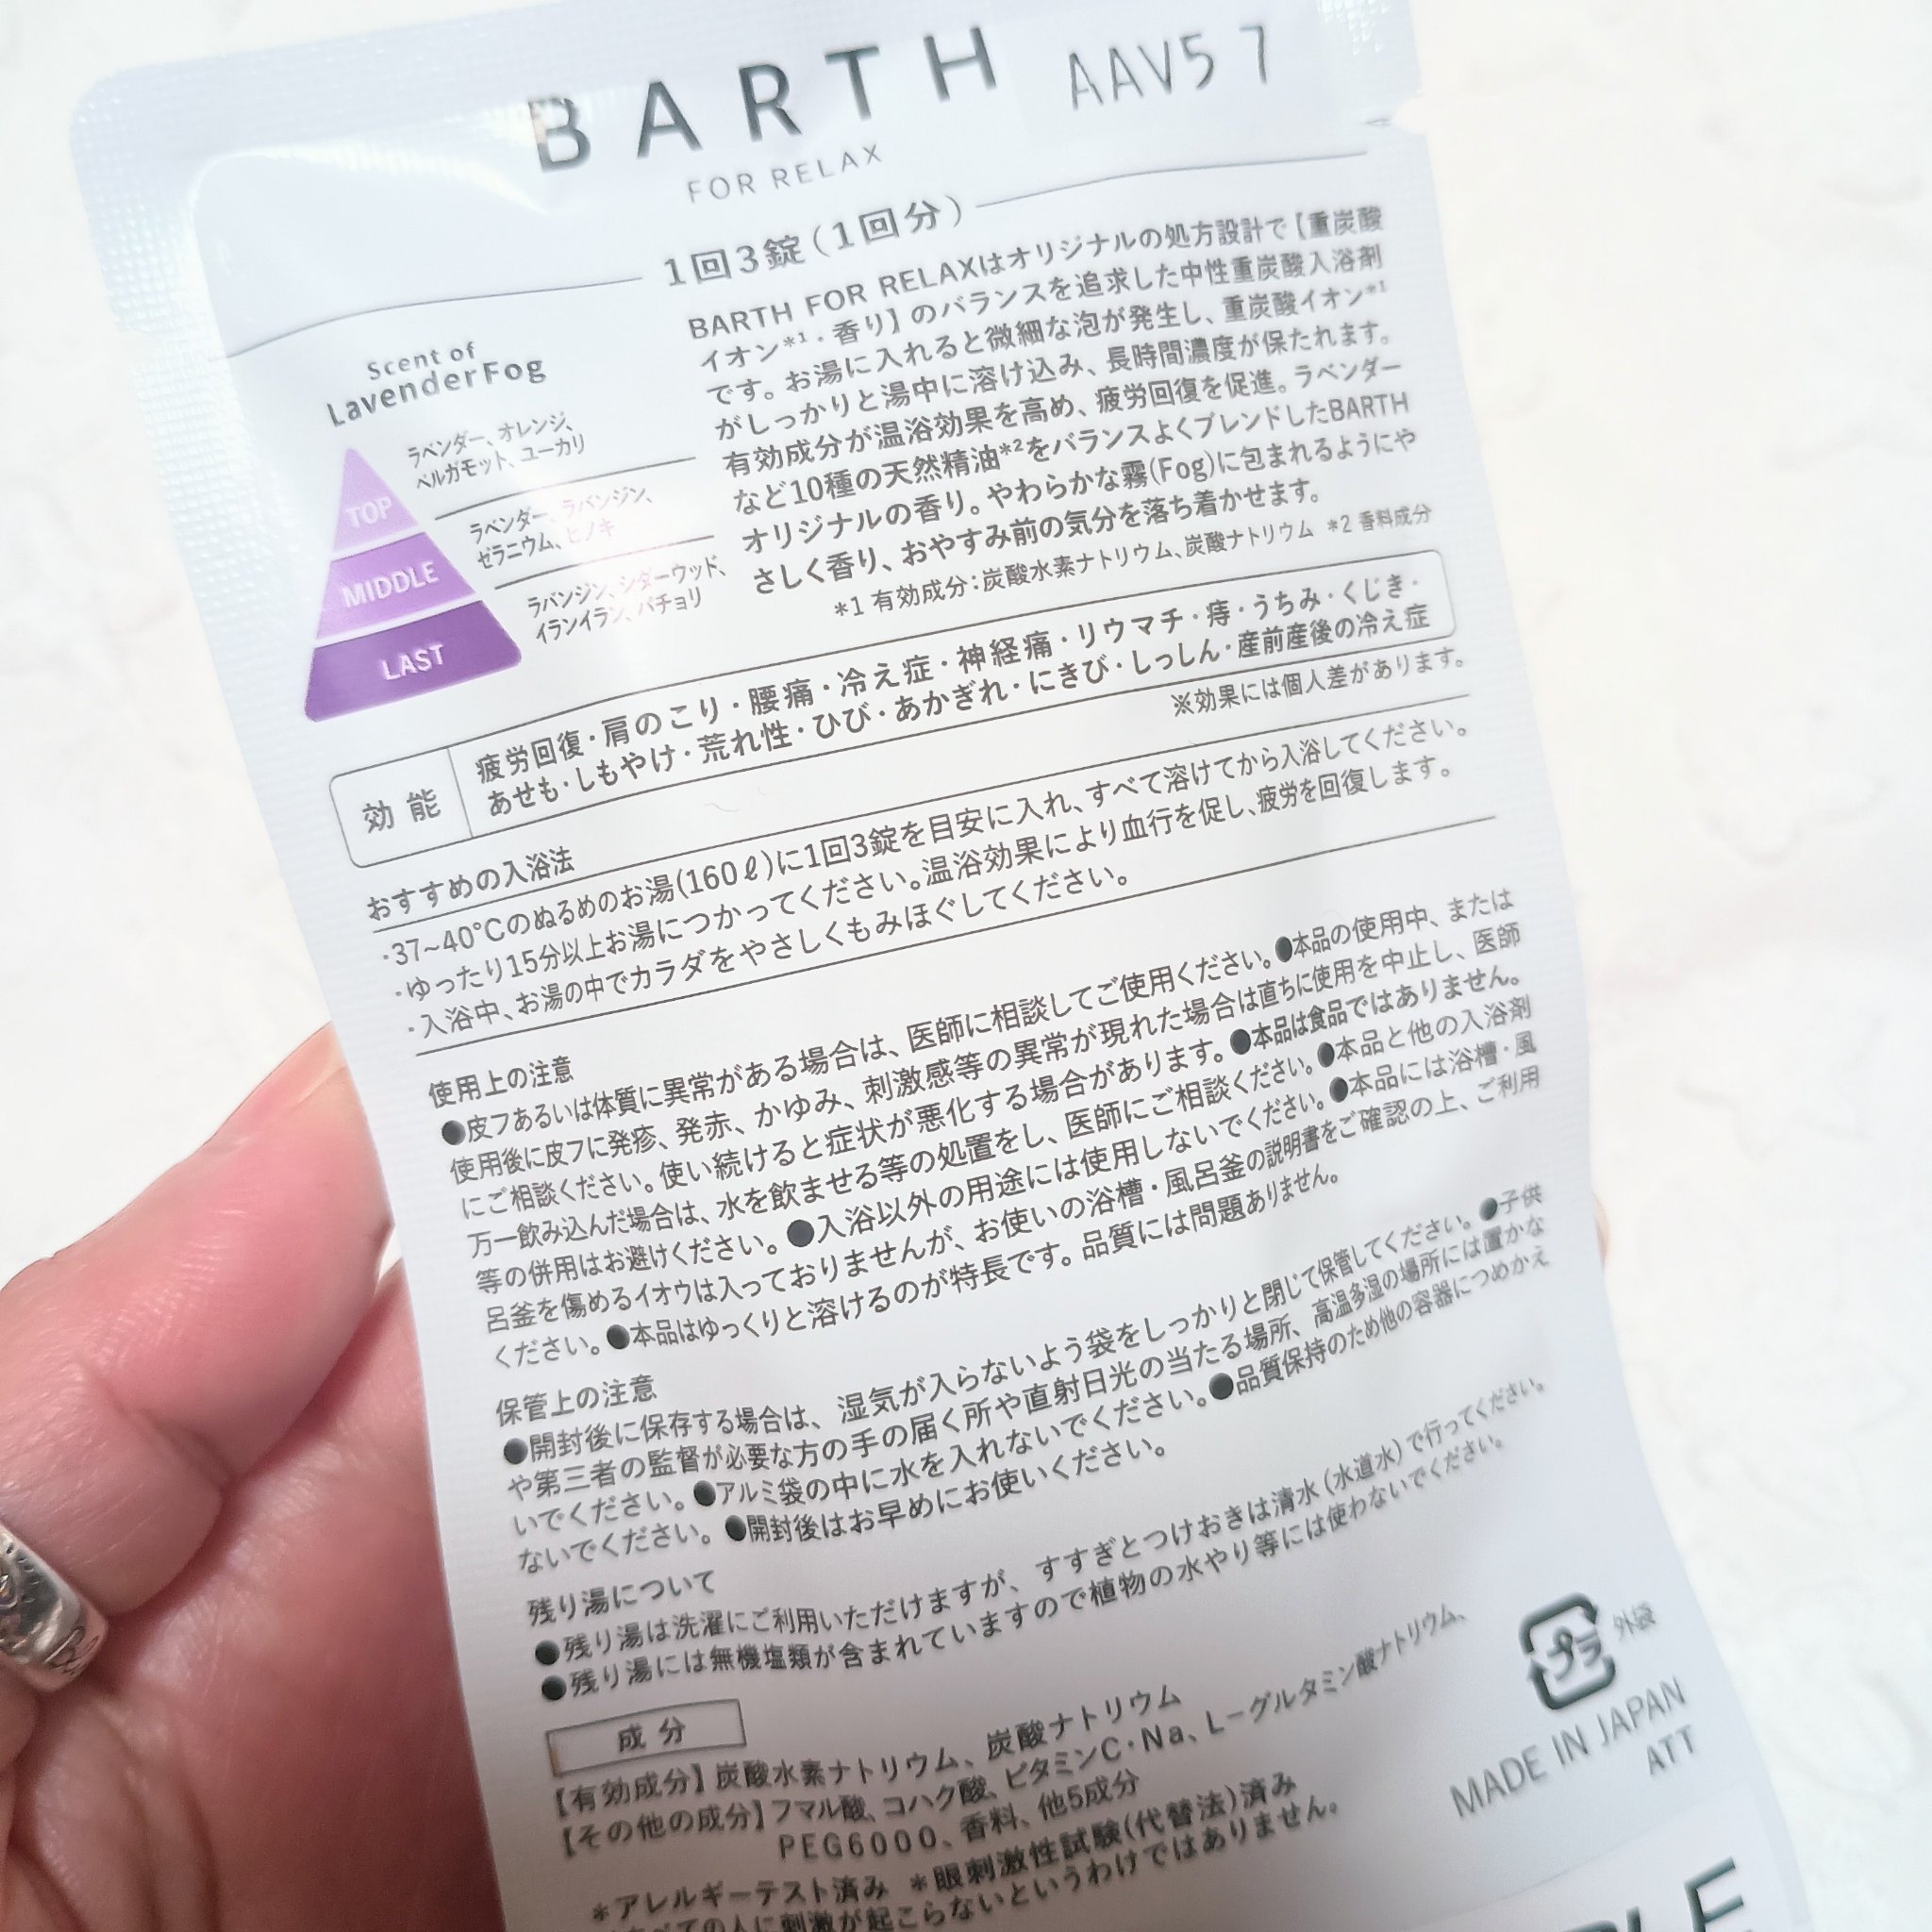 BARTH AAV57
FOR RELAX
1回3錠(1回分)
Scent of
LavenderFog
TOP
ラベンダー、オレンジ、
ベルガモット、ユーカリ
MIDDLE
ラベンダー、ラバンジン、
ゼラニウム、ヒノキ
LAST
ラバンジン、シダーウッド、
イランイラン、パチョリ
BARTH FOR RELAXはオリジナルの処方設計で【重炭酸
イオン*1・香り】のバランスを追求した中性重炭酸入浴剤
です。お湯に入れると微細な泡が発生し、重炭酸イオン*1
がしっかりと湯中に溶け込み、長時間濃度が保たれます。
有効成分が温浴効果を高め、疲労回復を促進。ラベンダー
など10種の天然精油*2をバランスよくブレンドしたBARTH
オリジナルの香り。やわらかな霧(Fog)に包まれるようにや
さしく香り、おやすみ前の気分を落ち着かせます。
*1 有効成分:炭酸水素ナトリウム、炭酸ナトリウム *2 香料成分
効能
疲労回復・肩のこり・腰痛・冷え症・神経痛・リウマチ・痔・うちみ・くじき・
あせも・しもやけ・荒れ性・ひび・あかぎれ・にきび・しっしん・産前産後の冷え症
※効果には個人差があります。
おすすめの入浴法
・37~40℃のぬるめのお湯(160ℓ)に1回3錠を目安に入れ、すべて溶けてから入浴してください。
・ゆったり15分以上お湯につかってください。温浴効果により血行を促し、疲労を回復します。
・入浴中、お湯の中でカラダをやさしくもみほぐしてください。
使用上の注意
●皮フあるいは体質に異常がある場合は、医師に相談してご使用ください。●本品の使用中、または
使用後に皮フに発疹、発赤、かゆみ、刺激感等の異常が現れた場合は直ちに使用を中止し、医師
にご相談ください。使い続けると症状が悪化する場合があります。●本品は食品ではありません。
万一飲み込んだ場合は、水を飲ませる等の処置をし、医師にご相談ください。●本品と他の入浴剤
等の併用はお避けください。●入浴以外の用途には使用しないでください。●本品には浴槽・風
呂釜を傷めるイオウは入っておりませんが、お使いの浴槽・風呂釜の説明書をご確認の上、ご利用
ください。●本品はゆっくりと溶けるのが特長です。品質には問題ありません。
保管上の注意
●開封後に保存する場合は、湿気が入らないよう袋をしっかりと閉じて保管してください。●子供
や第三者の監督が必要な方の手の届く所や直射日光の当たる場所、高温多湿の場所には置かな
いでください。●アルミ袋の中に水を入れないでください。●品質保持のため他の容器につめかえ
ないでください。●開封後はお早めにお使いください。
残り湯について
●残り湯は洗濯にご利用いただけますが、すすぎとつけおきは清水(水道水)で行ってください。
●残り湯には無機塩類が含まれていますので植物の水やり等には使わないでください。
成分
【有効成分】炭酸水素ナトリウム、炭酸ナトリウム
【その他の成分】フマル酸、コハク酸、ビタミンC・Na、L-グルタミン酸ナトリウム、
PEG6000、香料、他5成分
*アレルギーテスト済み *眼刺激性試験(代替法)済み
すべての人に刺激が起こらないというわけではありません。
プラ 外袋
MADE IN JAPAN
ATT